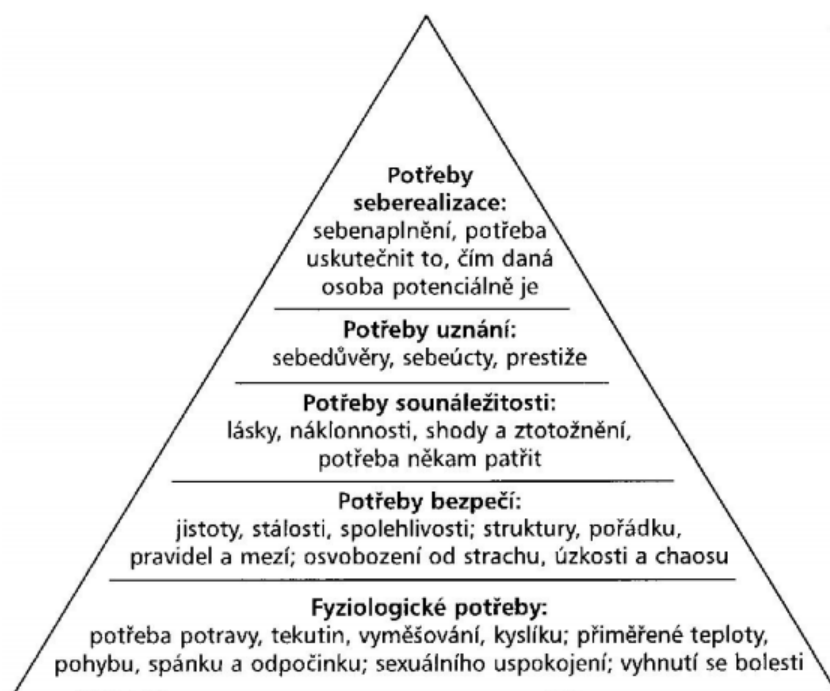 Potřeby
seberealizace:
sebenaplnění, potřeba
uskutečnit to, čím daná
osoba potenciálně je
Potřeby uznání:
sebedůvěry, sebeúcty, prestiže
Potřeby sounáležitosti:
lásky, náklonnosti, shody a ztotožnění,
potřeba někam patřit
Potřeby bezpečí:
jistoty, stálosti, spolehlivosti; struktury, pořádku,
pravidel a mezí; osvobození od strachu, úzkosti a chaosu
Fyziologické potřeby:
potřeba potravy, tekutin, vyměšování, kyslíku; přiměřené teploty,
pohybu, spánku a odpočinku; sexuálního uspokojení; vyhnutí se bolesti